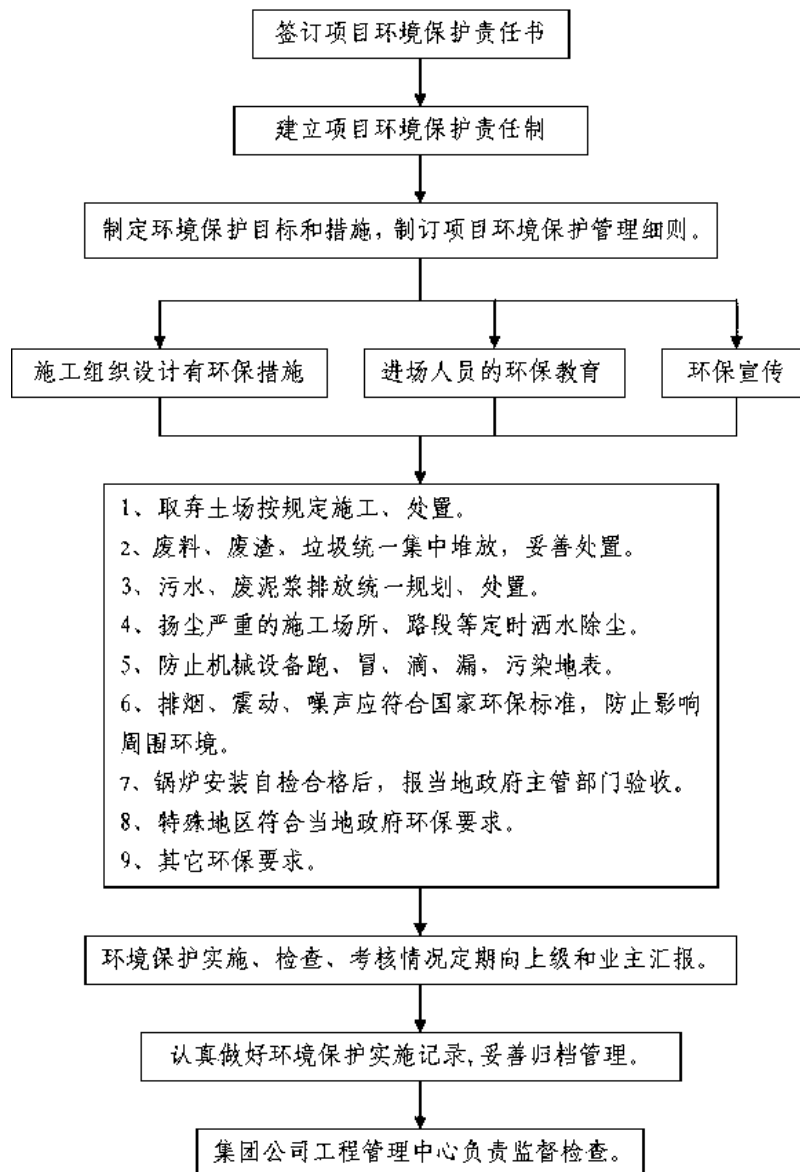 签订项目环境保护责任书
建立项目环境保护责任制
制定环境保护目标和措施，制订项目环境保护管理细则。
施工组织设计有环保措施
进场人员的环保教育
环保宣传
1、取弃土场按规定施工、处置。
2、废料、废渣、垃圾统一集中堆放，妥善处置。
3、污水、废泥浆排放统一规划、处置。
4、扬尘严重的施工场所、路段等定时洒水除尘。
5、防止机械设备跑、冒、滴、漏，污染地表。
6、排烟、震动、噪声应符合国家环保标准，防止影响
周围环境。
7、锅炉安装自检合格后，报当地政府主管部门验收。
8、特殊地区符合当地政府环保要求。
9、其它环保要求。
环境保护实施、检查、考核情况定期向上级和业主汇报。
认真做好环境保护实施记录,妥善归档管理。
集团公司工程管理中心负责监督检查。